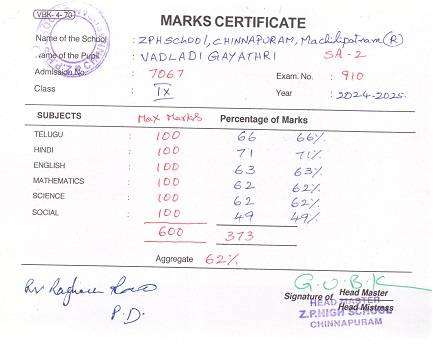 VBK-4-70
MARKS CERTIFICATE
Name of the School : ZPHSchool, CHINNAPURAM, Machilipatnam (R)
Name of the Pupil : VADLADI GAYATHRI SA-2
Admission No. : 7067 Exam. No. : 910
Class : IX Year : 2024-2025.
SUBJECTS Max Marks Percentage of Marks
TELUGU 100 66 66%
HINDI 100 71 71%
ENGLISH 100 63 63%
MATHEMATICS 100 62 62%
SCIENCE 100 62 62%
SOCIAL 100 49 49%
600 373
Aggregate 62%
G.U.B.K
Signature of Head Master
Head Mistress
HEAD MASTER
Z.P.HIGH SCHOOL
CHINNAPURAM
P.D.